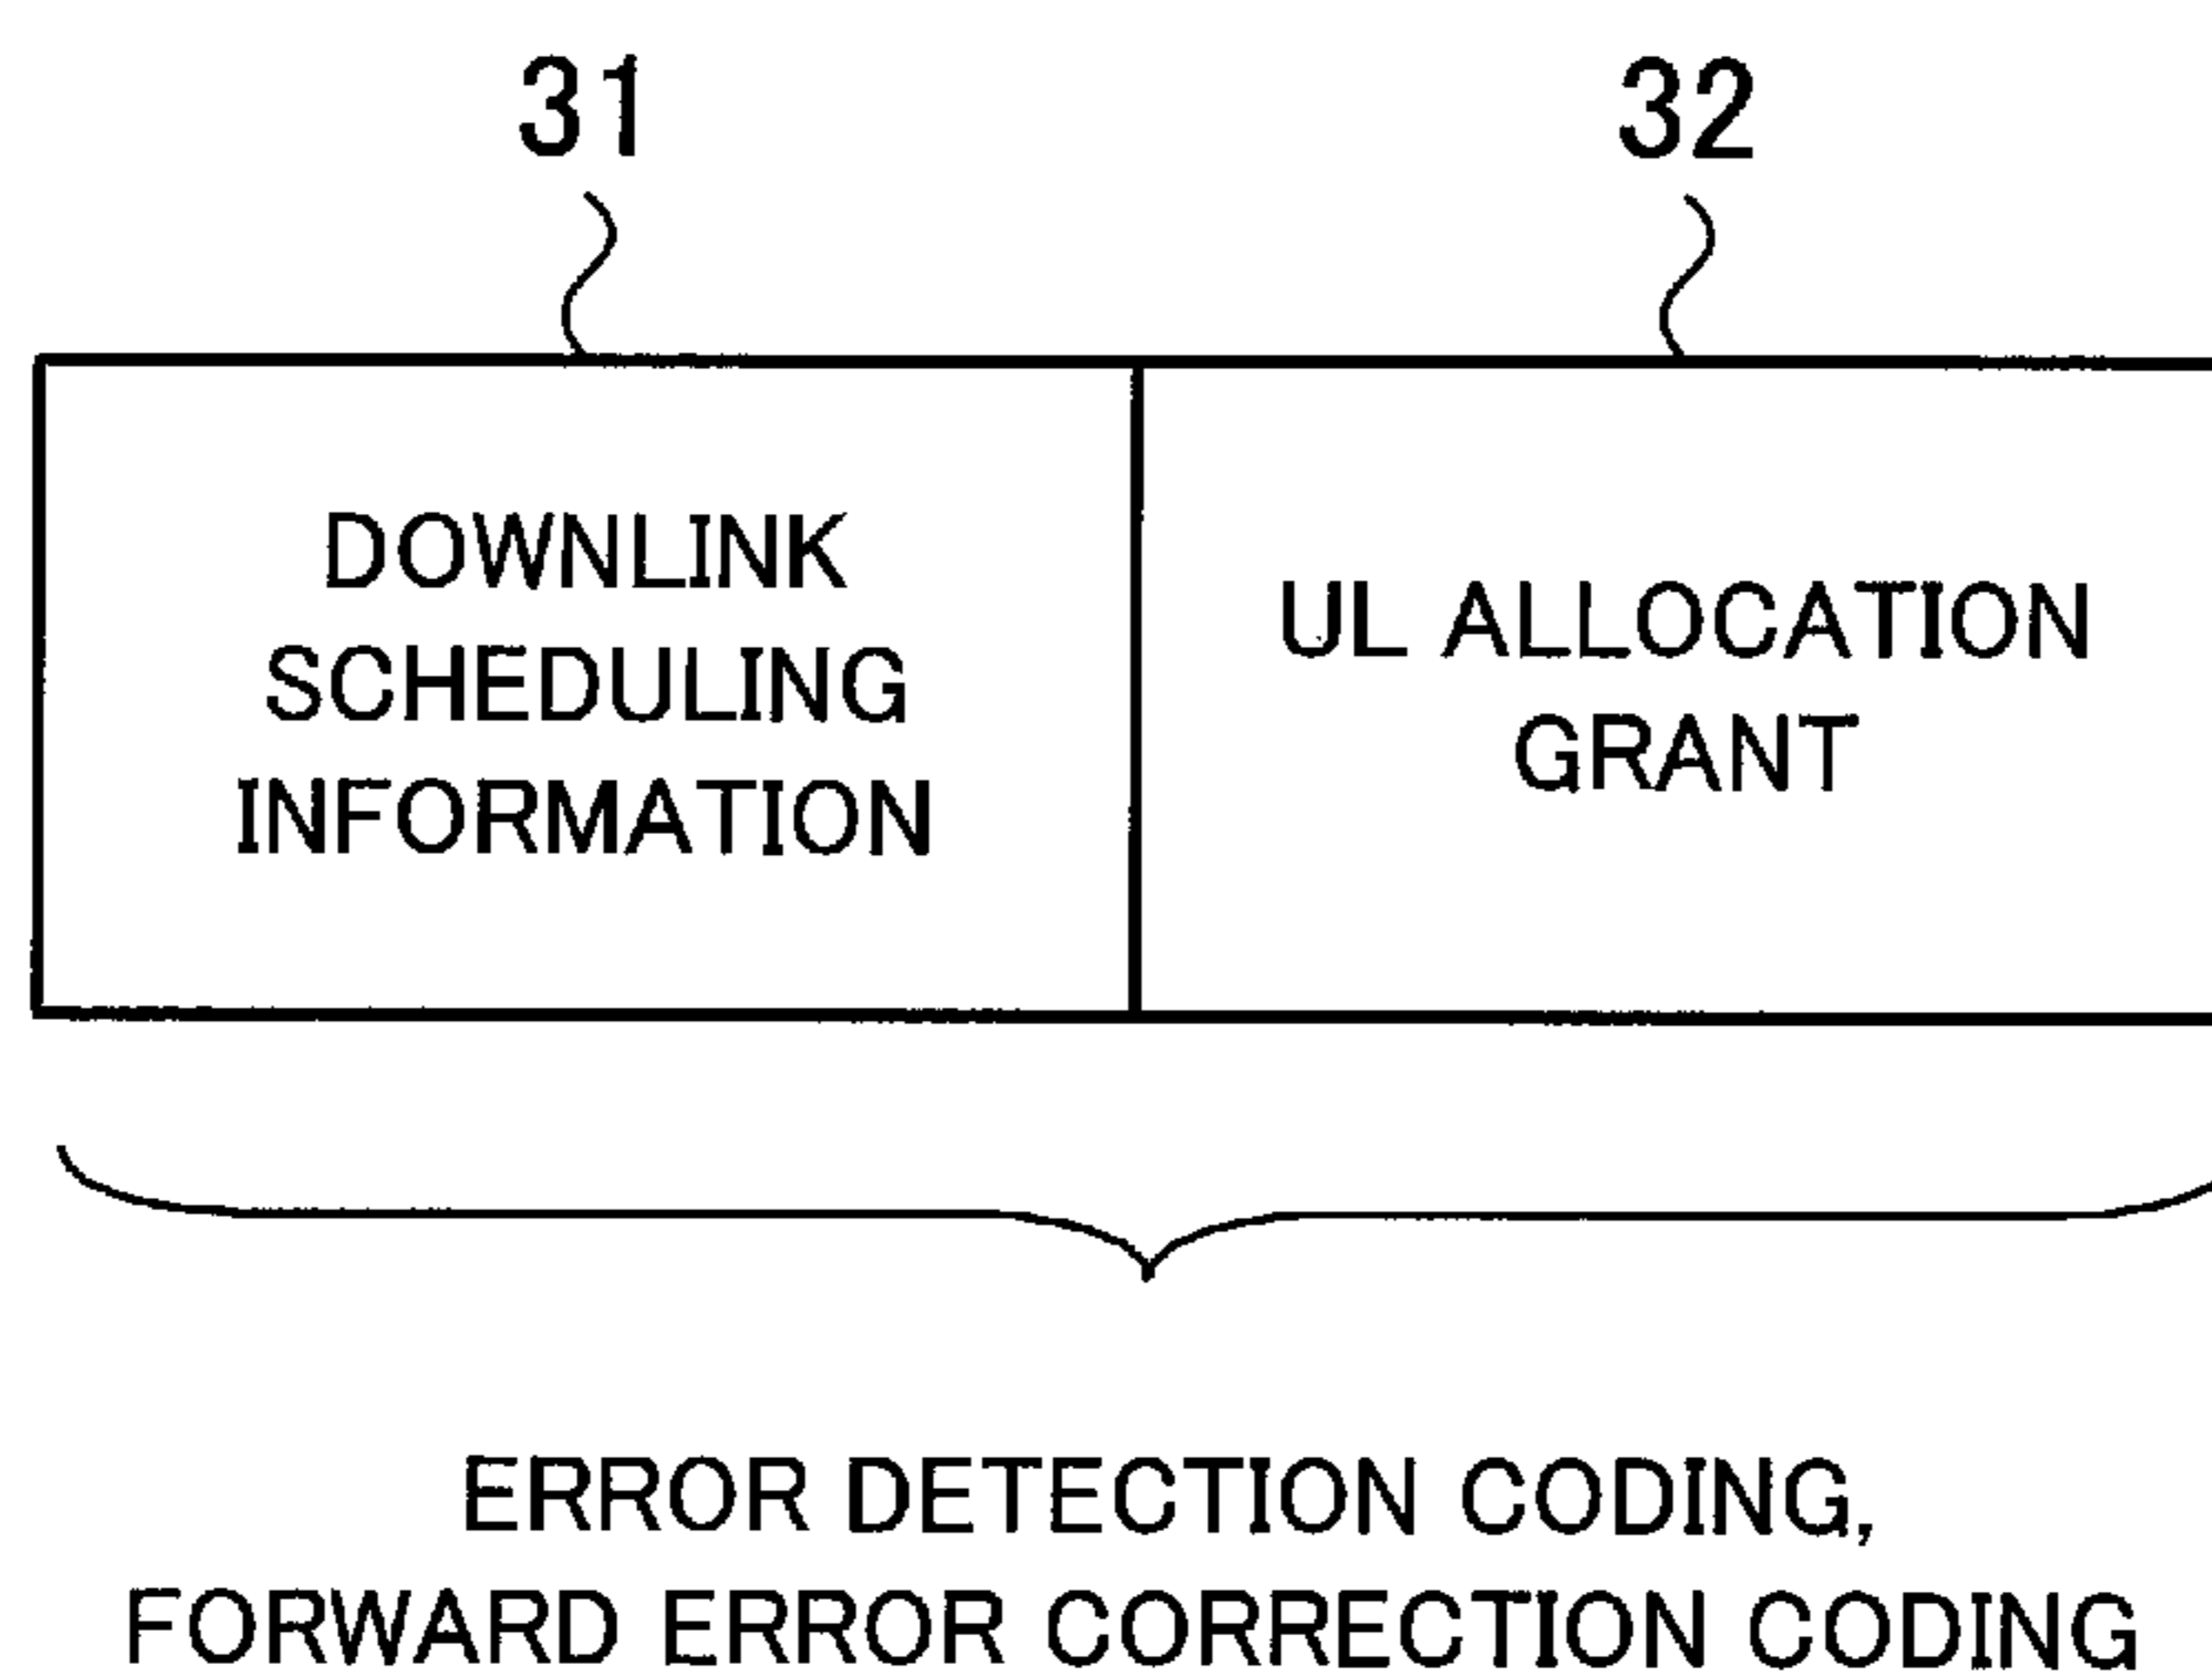 31
32
DOWNLINK
SCHEDULING
INFORMATION
UL ALLOCATION
GRANT
ERROR DETECTION CODING,
FORWARD ERROR CORRECTION CODING